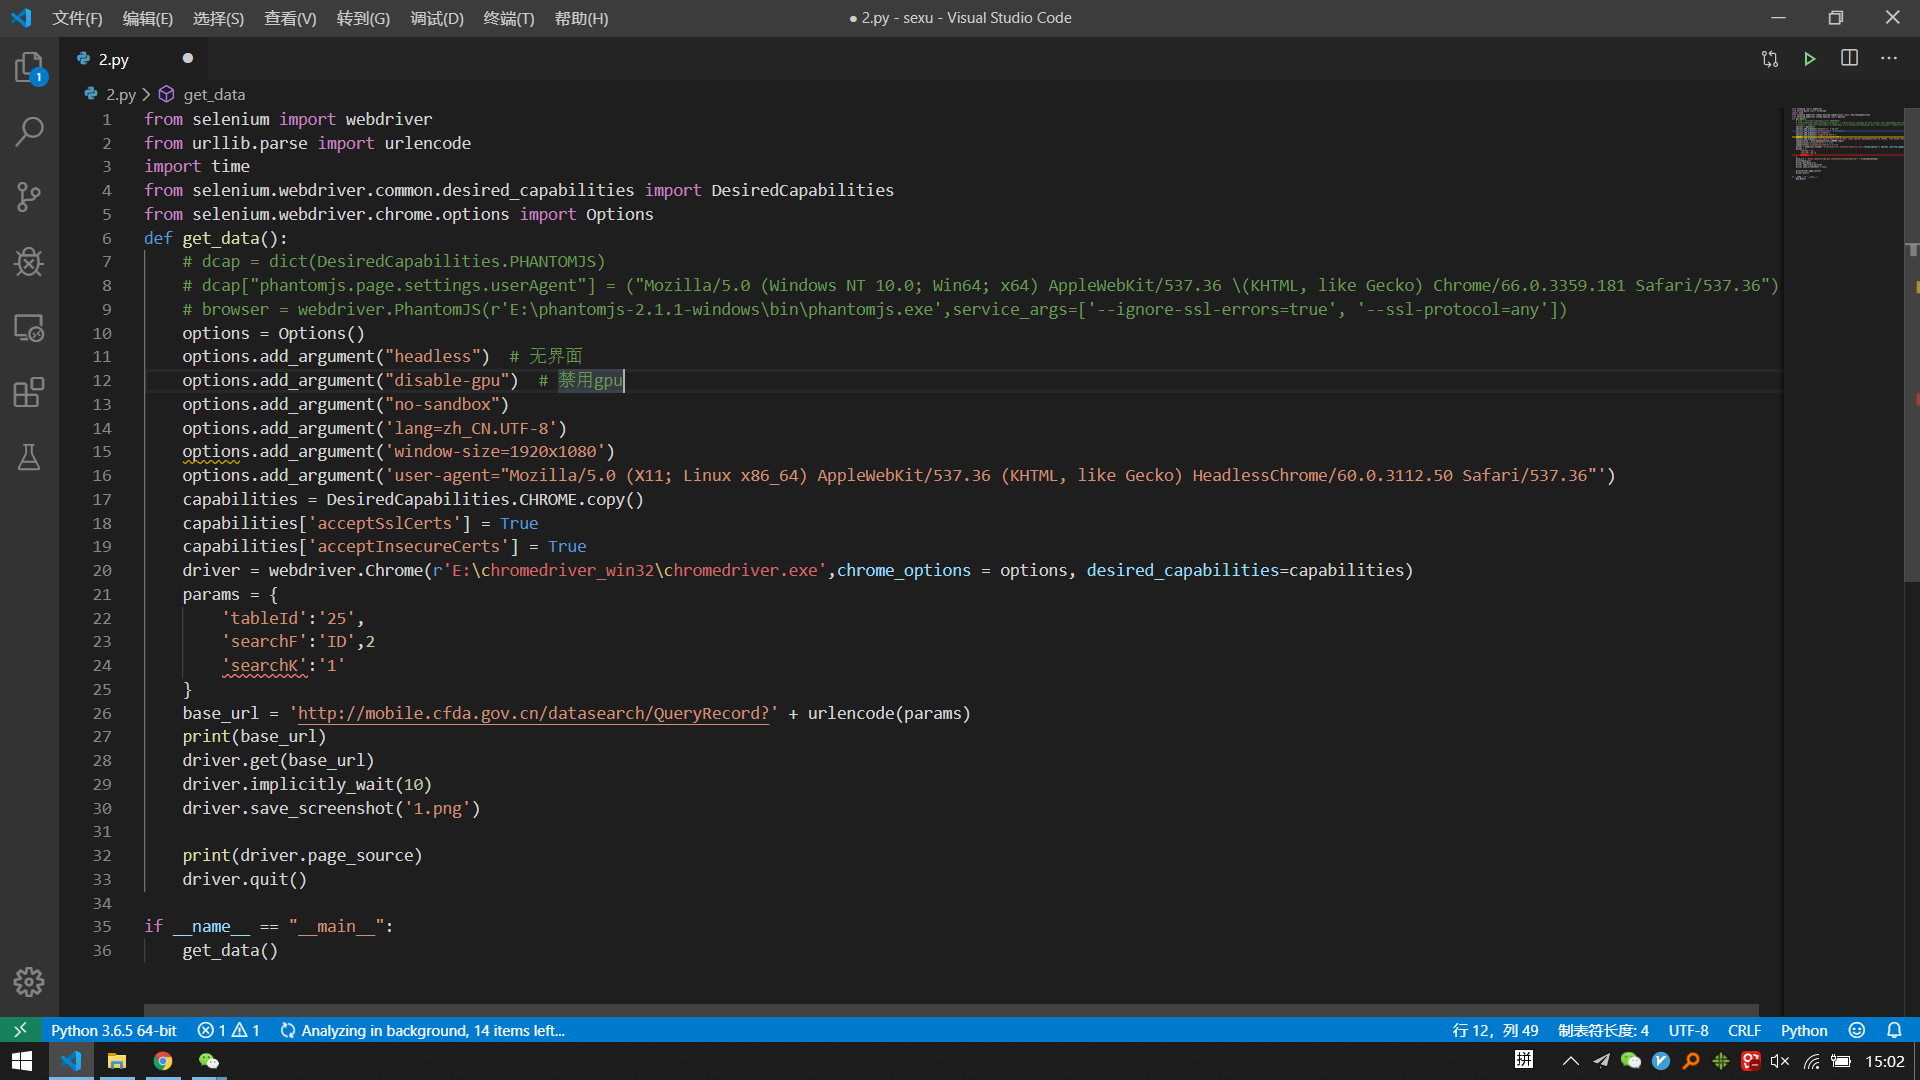 文件(F) 编辑(E) 选择(S) 查看(V) 转到(G) 调试(D) 终端(T) 帮助(H) ● 2.py - sexu - Visual Studio Code
1
2.py
2.py > get_data
1 from selenium import webdriver
2 from urllib.parse import urlencode
3 import time
4 from selenium.webdriver.common.desired_capabilities import DesiredCapabilities
5 from selenium.webdriver.chrome.options import Options
6 def get_data():
7     # dcap = dict(DesiredCapabilities.PHANTOMJS)
8     # dcap["phantomjs.page.settings.userAgent"] = ("Mozilla/5.0 (Windows NT 10.0; Win64; x64) AppleWebKit/537.36 \(KHTML, like Gecko) Chrome/66.0.3359.181 Safari/537.36")
9     # browser = webdriver.PhantomJS(r'E:\phantomjs-2.1.1-windows\bin\phantomjs.exe',service_args=['--ignore-ssl-errors=true', '--ssl-protocol=any'])
10     options = Options()
11     options.add_argument("headless")  # 无界面
12     options.add_argument("disable-gpu")  # 禁用gpu
13     options.add_argument("no-sandbox")
14     options.add_argument('lang=zh_CN.UTF-8')
15     options.add_argument('window-size=1920x1080')
16     options.add_argument('user-agent="Mozilla/5.0 (X11; Linux x86_64) AppleWebKit/537.36 (KHTML, like Gecko) HeadlessChrome/60.0.3112.50 Safari/537.36"')
17     capabilities = DesiredCapabilities.CHROME.copy()
18     capabilities['acceptSslCerts'] = True
19     capabilities['acceptInsecureCerts'] = True
20     driver = webdriver.Chrome(r'E:\chromedriver_win32\chromedriver.exe',chrome_options = options, desired_capabilities=capabilities)
21     params = {
22         'tableId':'25',
23         'searchF':'ID',2
24         'searchK':'1'
25     }
26     base_url = 'http://mobile.cfda.gov.cn/datasearch/QueryRecord?' + urlencode(params)
27     print(base_url)
28     driver.get(base_url)
29     driver.implicitly_wait(10)
30     driver.save_screenshot('1.png')
31
32     print(driver.page_source)
33     driver.quit()
34
35 if __name__ == "__main__":
36     get_data()
Python 3.6.5 64-bit 1 1 Analyzing in background, 14 items left... 行 12，列 49 制表符长度: 4 UTF-8 CRLF Python
拼 15:02